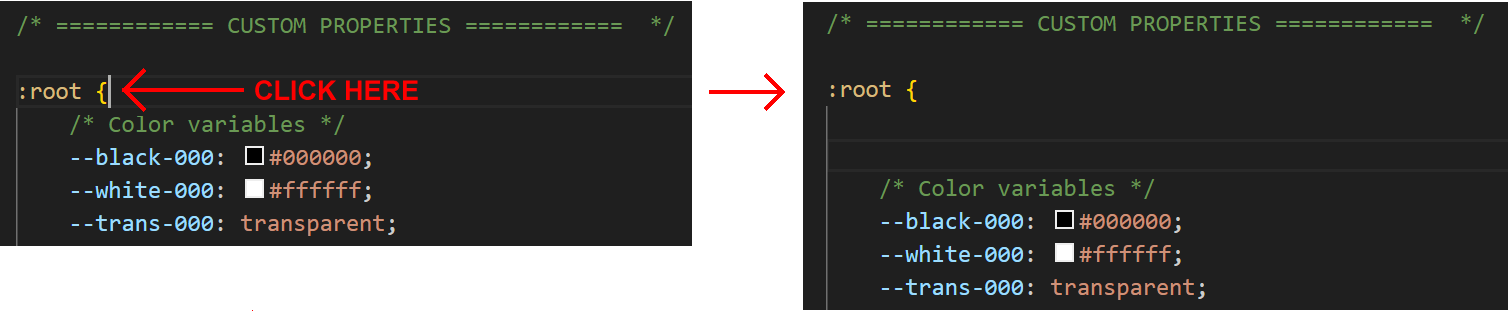 /* ============ CUSTOM PROPERTIES ============  */
:root {
CLICK HERE
/* Color variables */
--black-000: #000000;
--white-000: #ffffff;
--trans-000: transparent;
/* ============ CUSTOM PROPERTIES ============  */
:root {
/* Color variables */
--black-000: #000000;
--white-000: #ffffff;
--trans-000: transparent;